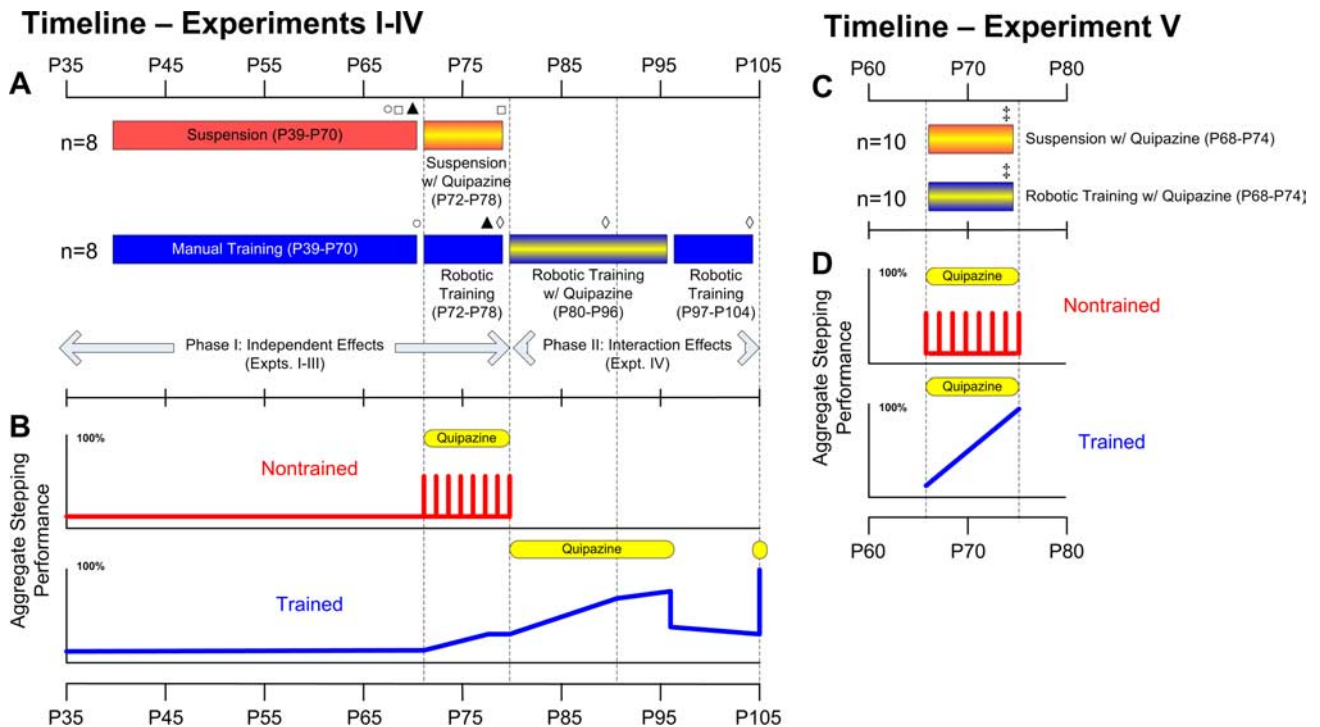 Timeline – Experiments I-IV
P35 P45 P55 P65 P75 P85 P95 P105
A
n=8
Suspension (P39-P70)
Suspension
w/ Quipazine
(P72-P78)
n=8
Manual Training (P39-P70)
Robotic
Training
(P72-P78)
Robotic Training
w/ Quipazine
(P80-P96)
Robotic
Training
(P97-P104)
Phase I: Independent Effects
(Expts. I-III)
Phase II: Interaction Effects
(Expt. IV)
B
Aggregate Stepping
Performance
100%
Quipazine
Nontrained
100%
Quipazine
Trained
P35 P45 P55 P65 P75 P85 P95 P105
Timeline – Experiment V
P60 P70 P80
C
‡
n=10
Suspension w/ Quipazine (P68-P74)
‡
n=10
Robotic Training w/ Quipazine (P68-P74)
D
Aggregate Stepping
Performance
100%
Quipazine
Nontrained
100%
Quipazine
Trained
P60 P70 P80